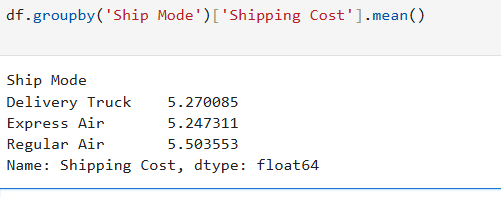 df.groupby('Ship Mode')['Shipping Cost'].mean()
Ship Mode
Delivery Truck    5.270085
Express Air       5.247311
Regular Air       5.503553
Name: Shipping Cost, dtype: float64